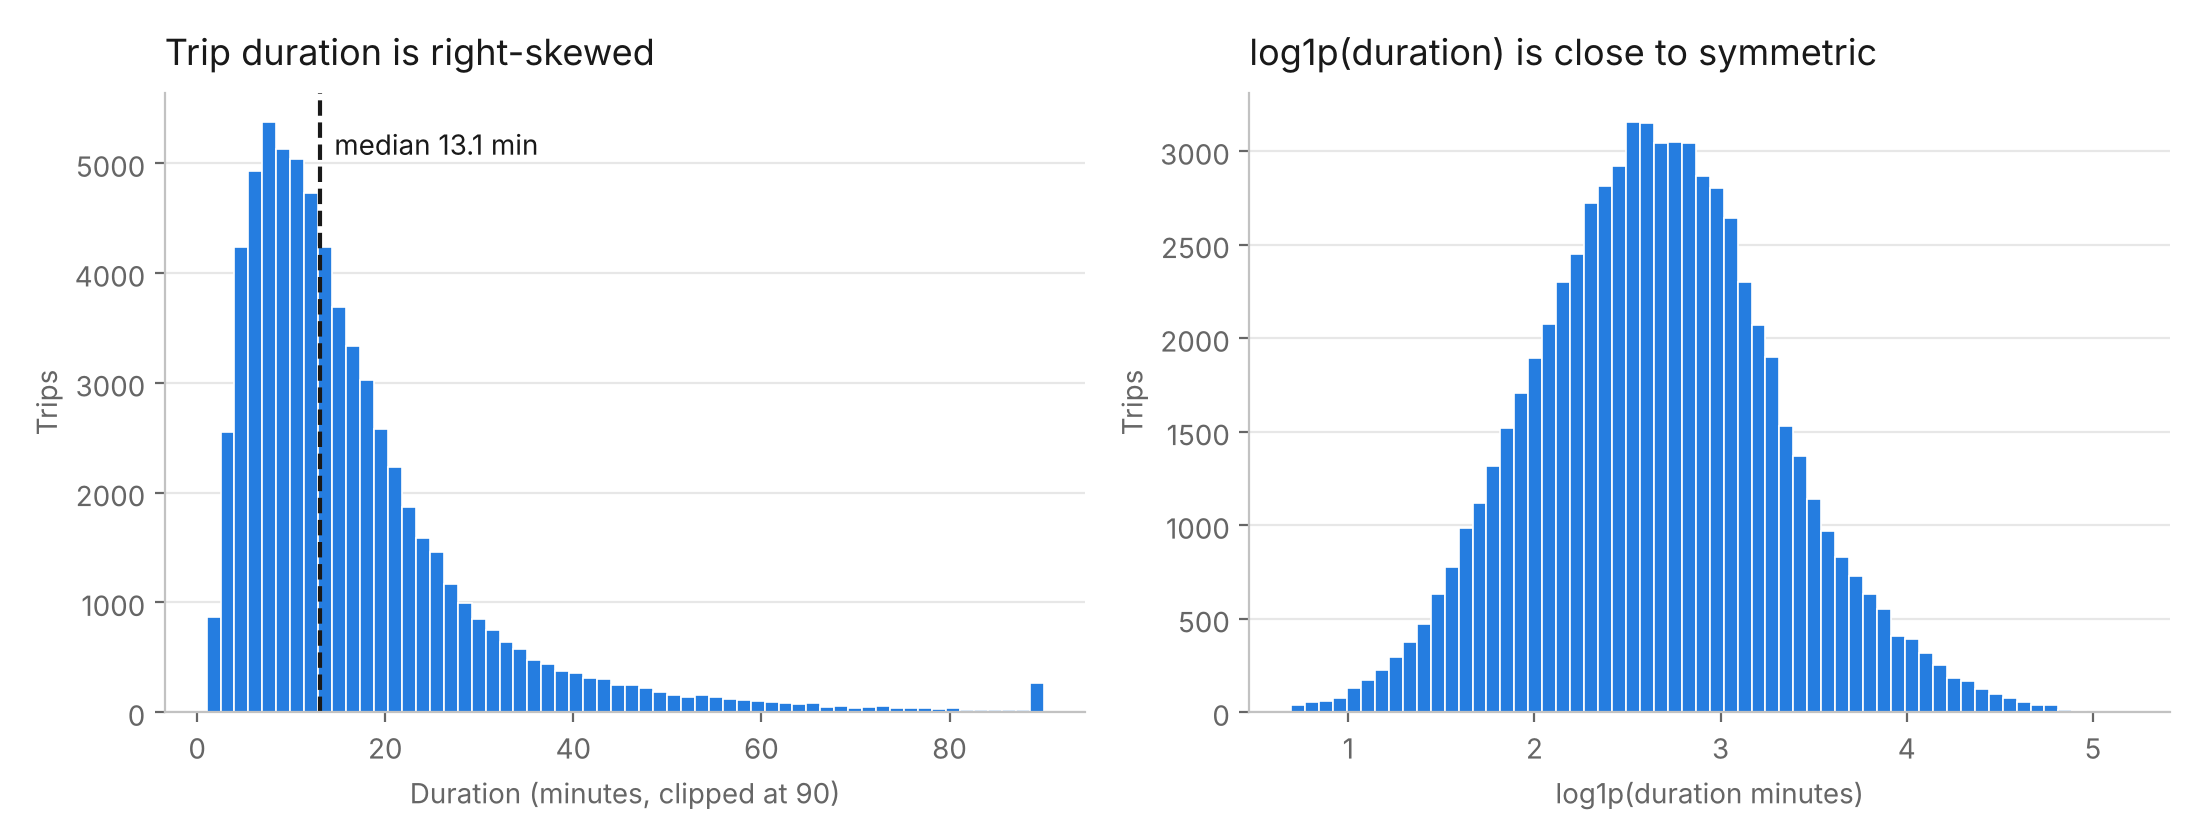 Trip duration is right-skewed
median 13.1 min
5000
4000
3000
2000
1000
0
Trips
0 20 40 60 80
Duration (minutes, clipped at 90)
log1p(duration) is close to symmetric
3000
2500
2000
1500
1000
500
0
Trips
1 2 3 4 5
log1p(duration minutes)